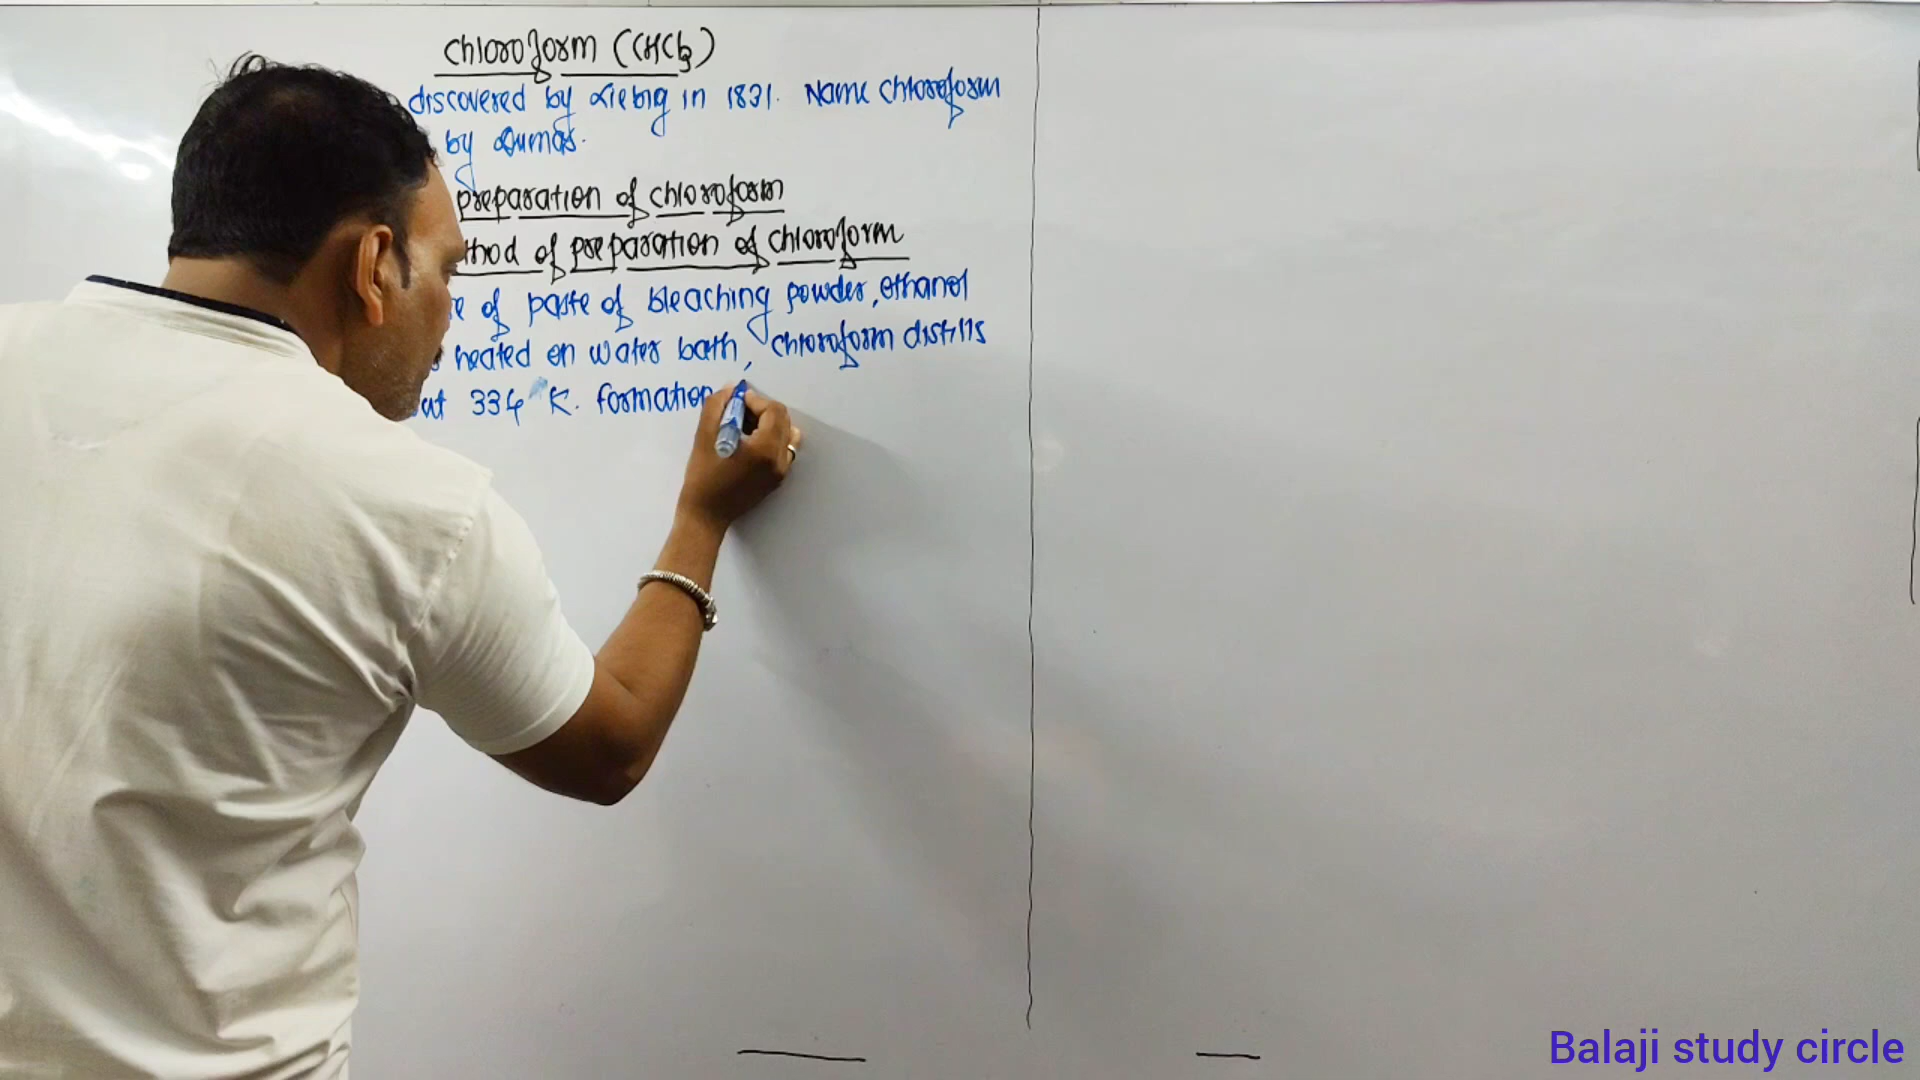 Chloroform (CHCl3)
discovered by Liebig in 1831. Name chloroform
by Dumas.
preparation of chloroform
thod of preparation of chloroform
e of paste of bleaching powder, ethanol
heated on water bath, chloroform distills
out 334 K. formation
Balaji study circle